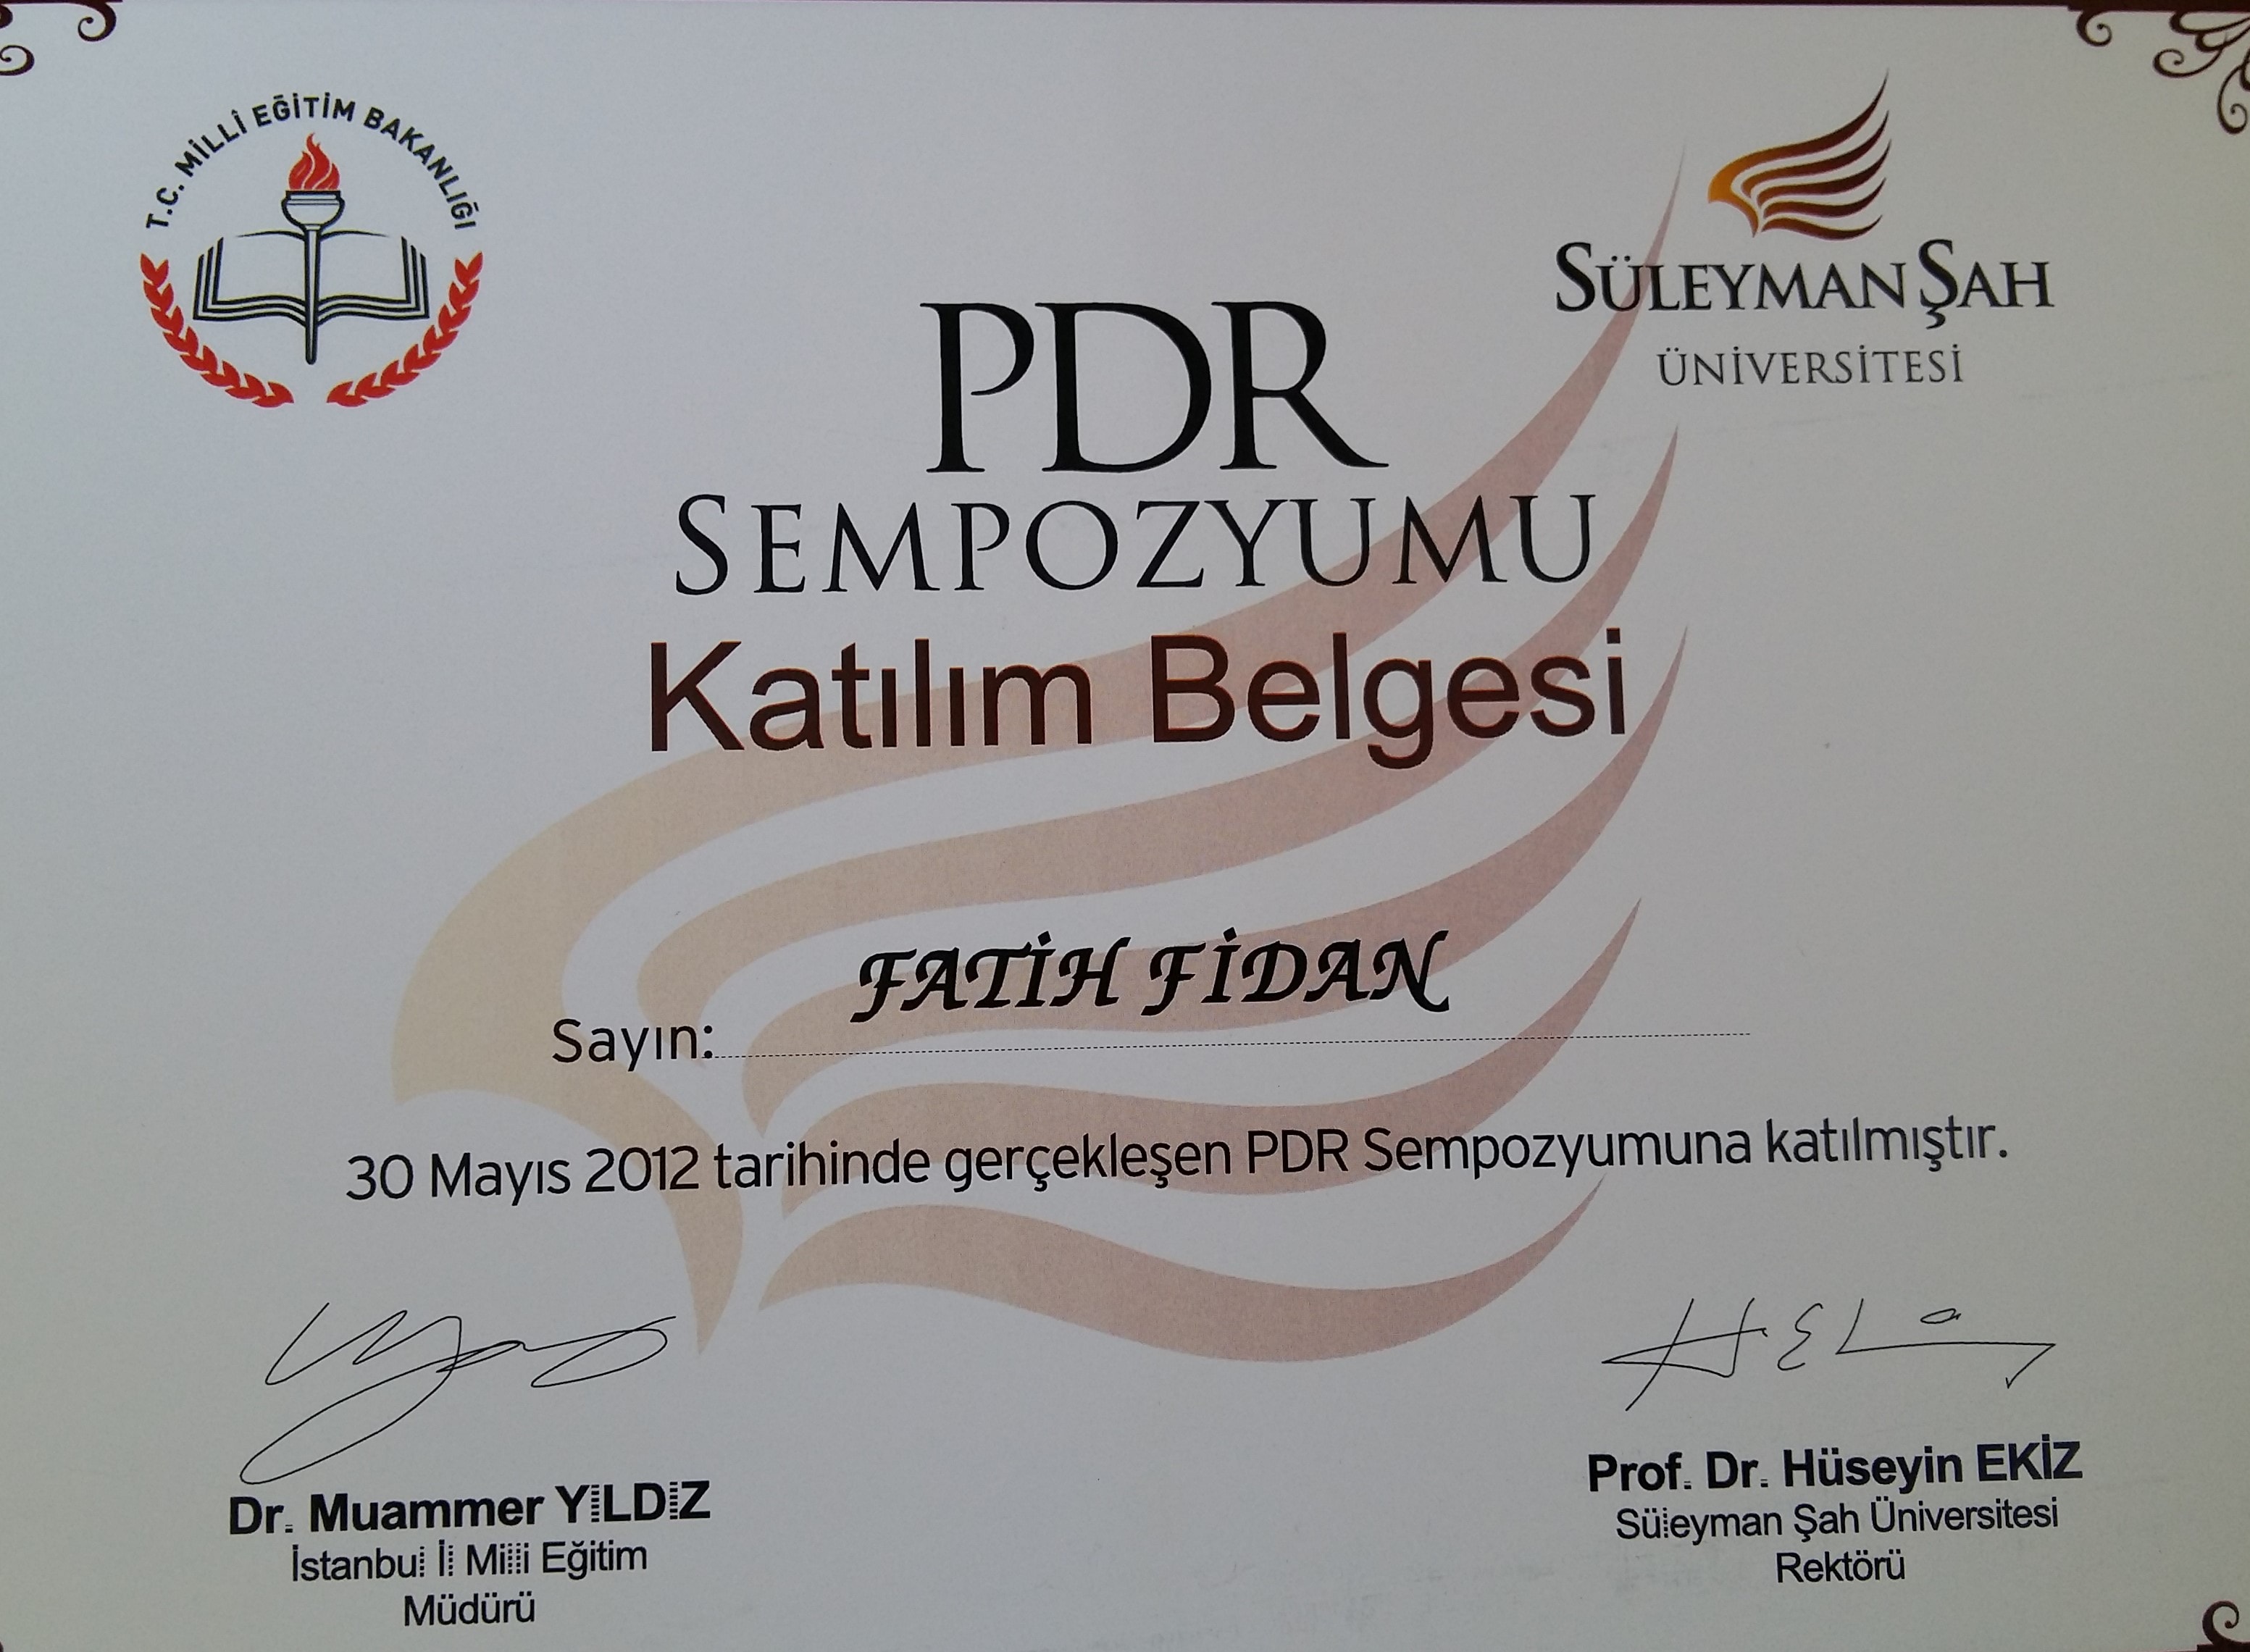 T.C. MİLLÎ EĞİTİM BAKANLIĞI
SÜLEYMAN ŞAH
ÜNİVERSİTESİ
PDR
SEMPOZYUMU
Katılım Belgesi
FATİH FİDAN
Sayın:
30 Mayıs 2012 tarihinde gerçekleşen PDR Sempozyumuna katılmıştır.
Dr. Muammer YILDIZ
İstanbul İl Milli Eğitim
Müdürü
Prof. Dr. Hüseyin EKİZ
Süleyman Şah Üniversitesi
Rektörü